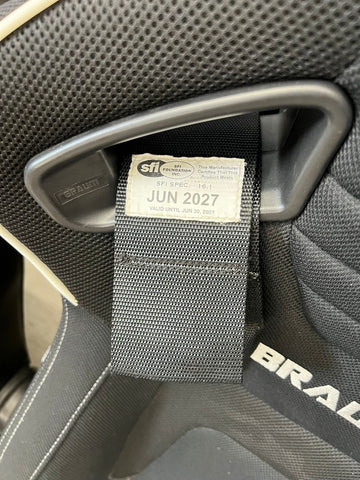 sfi
SFI
FOUNDATION
INC.
This Manufacturer
Certifies That This
Product Meets
SFI SPEC 16.1
JUN 2027
VALID UNTIL JUN 30, 2027
BRAUM